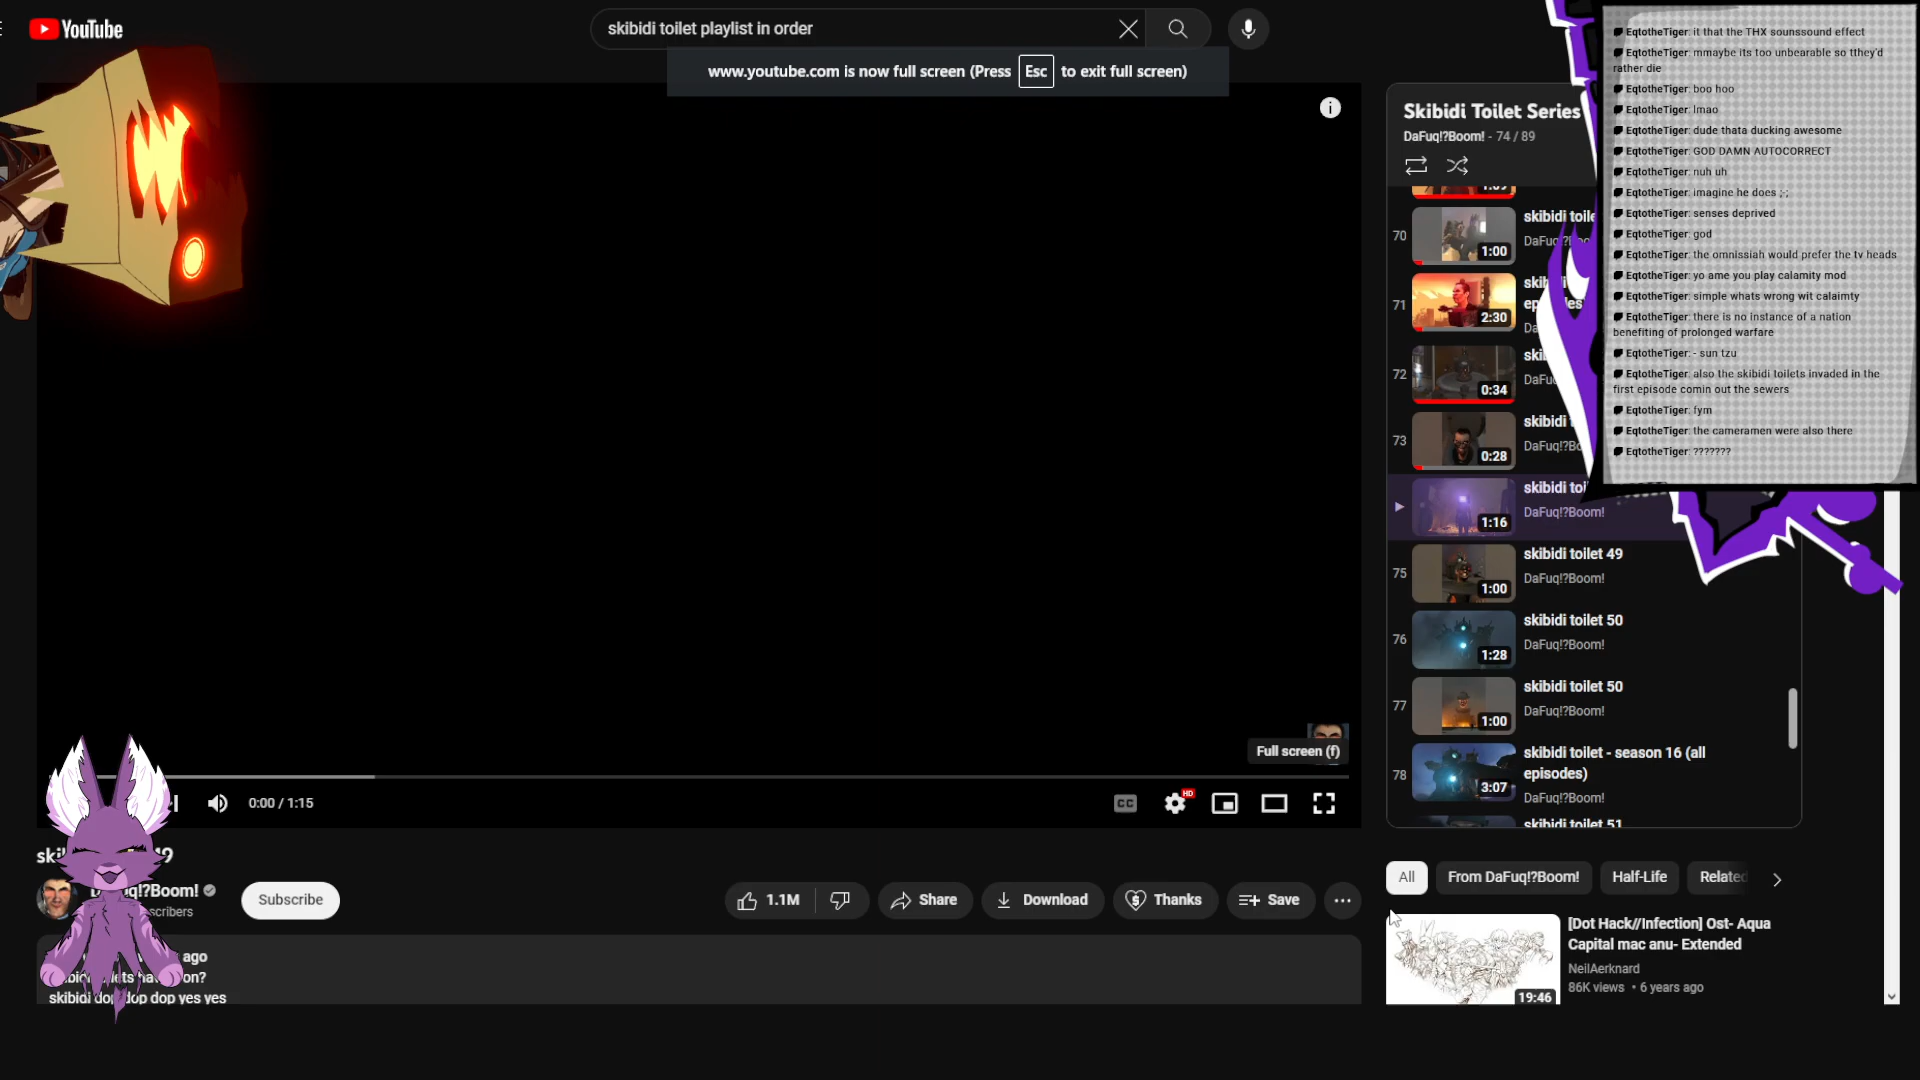 YouTube
skibidi toilet playlist in order
www.youtube.com is now full screen (Press Esc to exit full screen)
Skibidi Toilet Series
DaFuq!?Boom! - 74 / 89
70
1:00
skibidi
71
2:30
72
0:34
73
0:28
skibidi
1:16
DaFuq!?Boom!
75
1:00
skibidi toilet 49
DaFuq!?Boom!
76
1:28
skibidi toilet 50
DaFuq!?Boom!
77
1:00
skibidi toilet 50
DaFuq!?Boom!
78
3:07
skibidi toilet - season 16 (all
episodes)
DaFuq!?Boom!
skibidi toilet 51
EqtotheTiger: it that the THX sounssound effect
EqtotheTiger: mmaybe its too unbearable so tthey'd
rather die
EqtotheTiger: boo hoo
EqtotheTiger: lmao
EqtotheTiger: dude thata ducking awesome
EqtotheTiger: GOD DAMN AUTOCORRECT
EqtotheTiger: nuh uh
EqtotheTiger: imagine he does ;-;
EqtotheTiger: senses deprived
EqtotheTiger: god
EqtotheTiger: the omnissiah would prefer the tv heads
EqtotheTiger: yo ame you play calamity mod
EqtotheTiger: simple whats wrong wit calaimty
EqtotheTiger: there is no instance of a nation
benefiting of prolonged warfare
EqtotheTiger: - sun tzu
EqtotheTiger: also the skibidi toilets invaded in the
first episode comin out the sewers
EqtotheTiger: fym
EqtotheTiger: the cameramen were also there
EqtotheTiger: ???????
Full screen (f)
0:00 / 1:15
CC
HD
Subscribe
1.1M
Share
Download
Thanks
Save
ago
skibidi dop dop dop yes yes
All
From DaFuq!?Boom!
Half-Life
Related
[Dot Hack//Infection] Ost- Aqua
Capital mac anu- Extended
NeilAerknard
86K views • 6 years ago
19:46